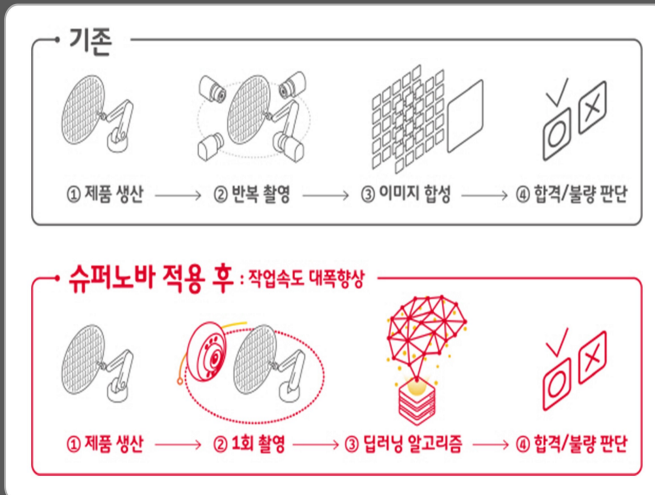 기존
① 제품 생산 → ② 반복 촬영 → ③ 이미지 합성 → ④ 합격/불량 판단
슈퍼노바 적용 후 : 작업속도 대폭향상
① 제품 생산 → ② 1회 촬영 → ③ 딥러닝 알고리즘 → ④ 합격/불량 판단